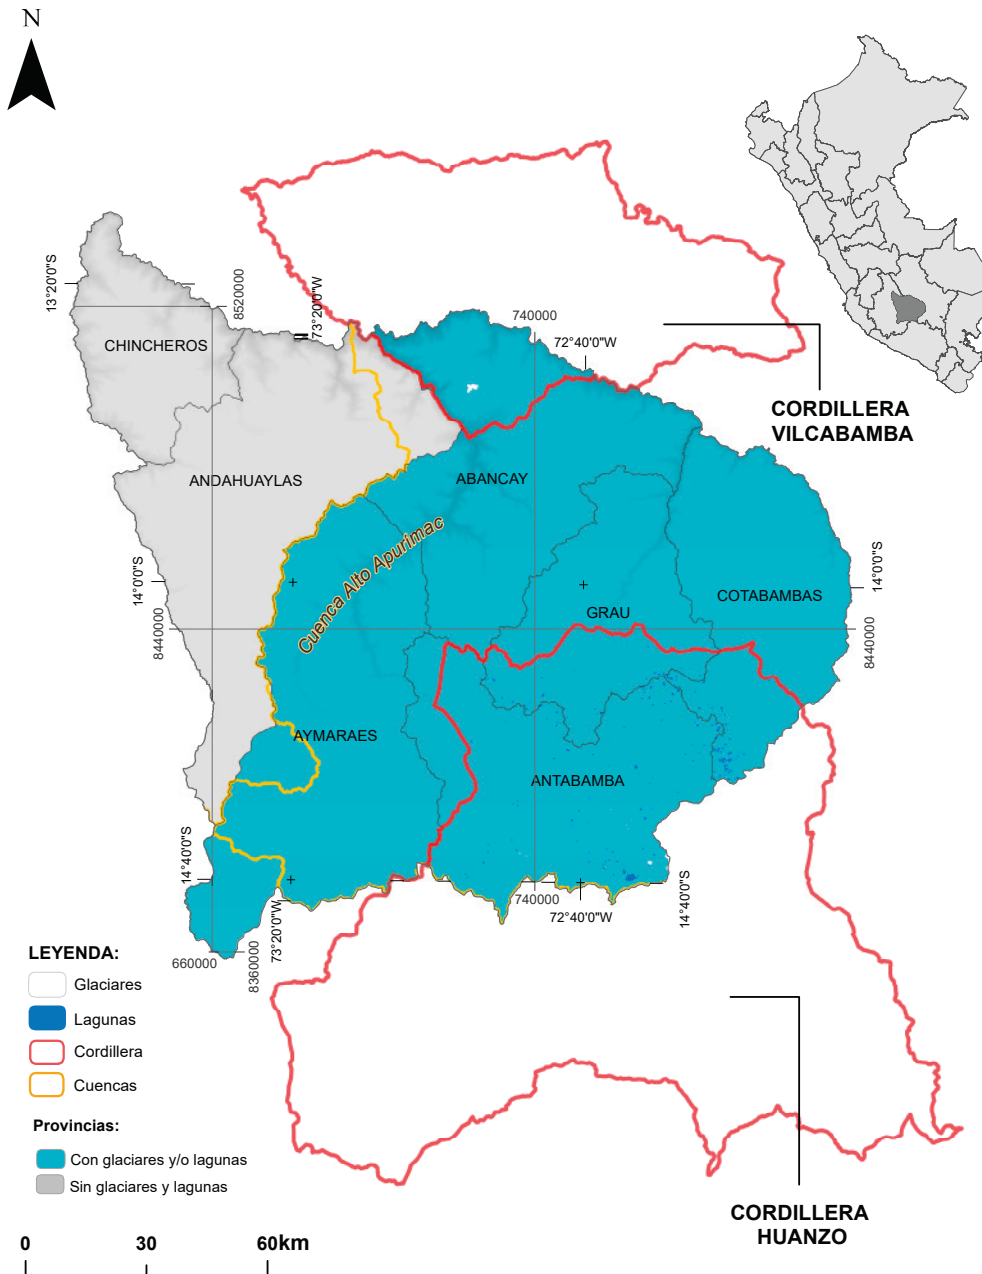 N
13°20'0"S
8520000
73°20'0"W
740000
72°40'0"W
CHINCHEROS
CORDILLERA
VILCABAMBA
ANDAHUAYLAS
ABANCAY
Cuenca Alto Apurímac
14°0'0"S
14°0'0"S
COTABAMBAS
GRAU
8440000
8440000
AYMARAES
ANTABAMBA
14°40'0"S
14°40'0"S
740000
72°40'0"W
73°20'0"W
660000
8360000
LEYENDA:
Glaciares
Lagunas
Cordillera
Cuencas
Provincias:
Con glaciares y/o lagunas
Sin glaciares y lagunas
CORDILLERA
HUANZO
0 30 60km